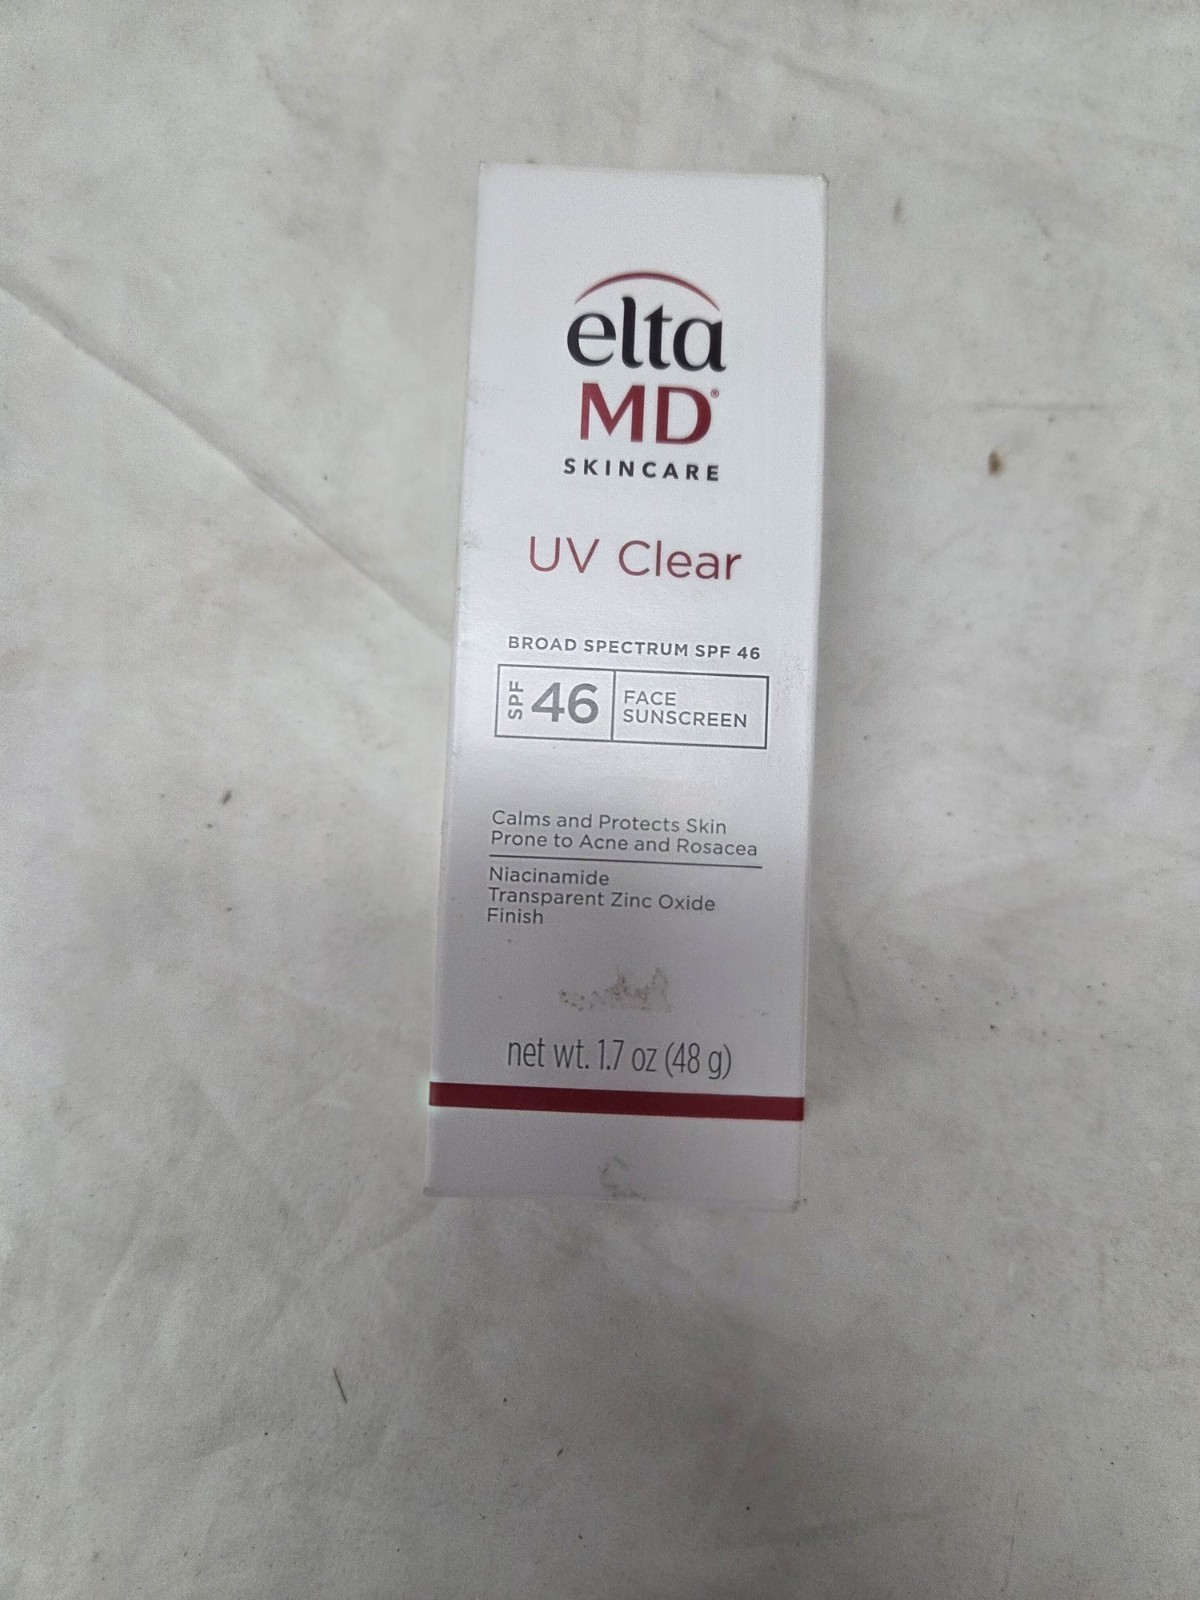 elta
MD®
SKINCARE
UV Clear
BROAD SPECTRUM SPF 46
SPF 46 FACE
SUNSCREEN
Calms and Protects Skin
Prone to Acne and Rosacea
Niacinamide
Transparent Zinc Oxide
Finish
net wt. 1.7 oz (48 g)